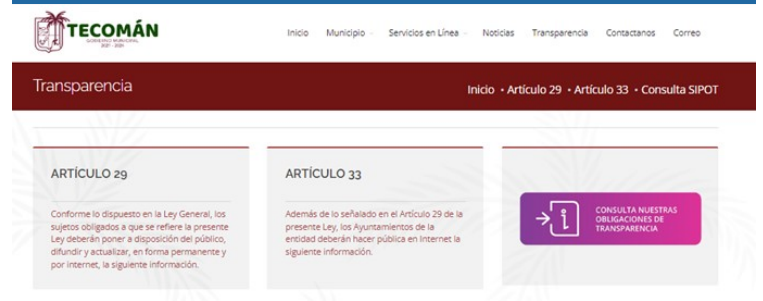 TECOMÁN
GOBIERNO MUNICIPAL
2021 - 2024
Inicio Municipio Servicios en Línea Noticias Transparencia Contactanos Correo
Transparencia
Inicio • Artículo 29 • Artículo 33 • Consulta SIPOT
ARTÍCULO 29
Conforme lo dispuesto en la Ley General, los
sujetos obligados a que se refiere la presente
Ley deberán poner a disposición del público,
difundir y actualizar, en forma permanente y
por internet, la siguiente información.
ARTÍCULO 33
Además de lo señalado en el Artículo 29 de la
presente Ley, los Ayuntamientos de la
entidad deberán hacer pública en Internet la
siguiente información.
CONSULTA NUESTRAS
OBLIGACIONES DE
TRANSPARENCIA